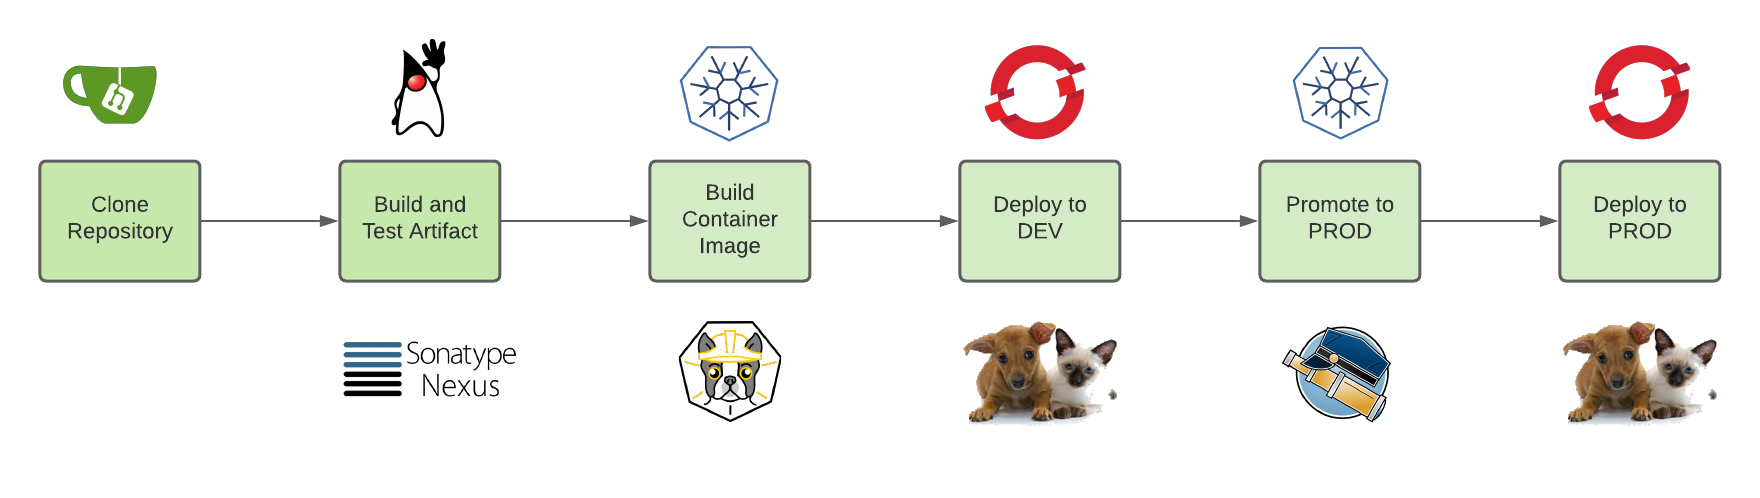 Clone
Repository
Build and
Test Artifact
Build
Container
Image
Deploy to
DEV
Promote to
PROD
Deploy to
PROD
Sonatype
Nexus